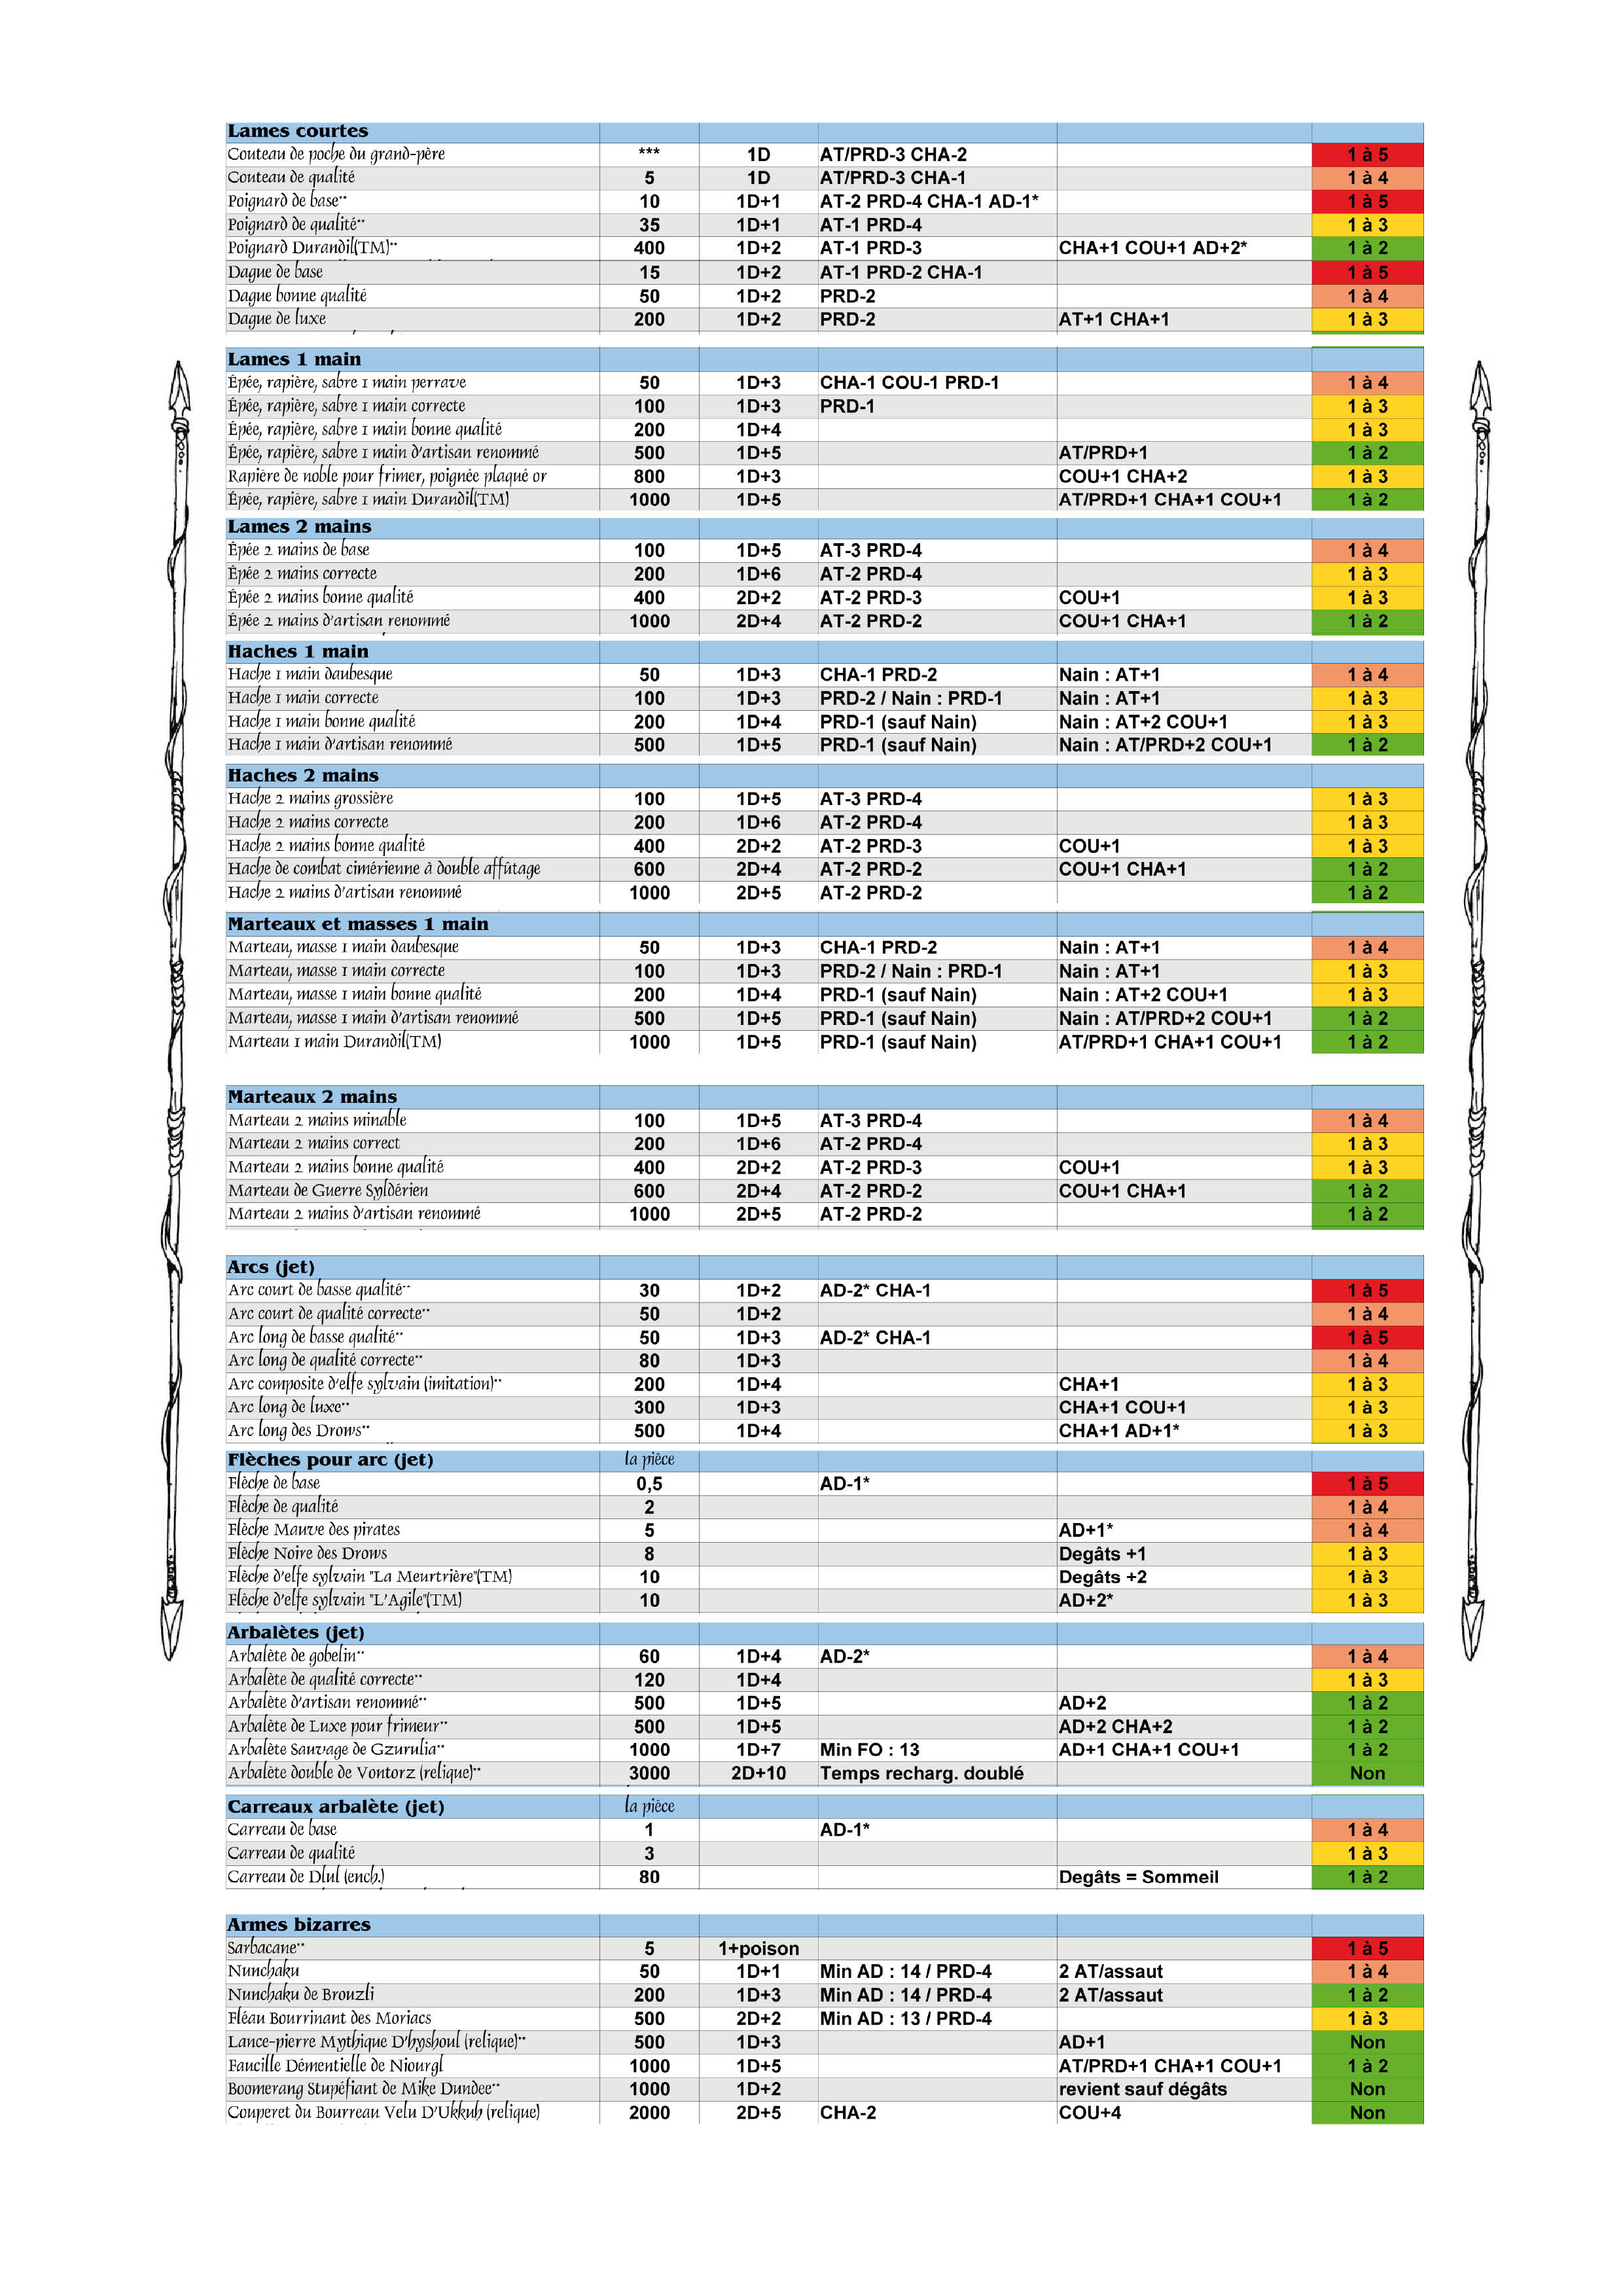 Lames courtes
Couteau de poche du grand-père *** 1D AT/PRD-3 CHA-2 1 à 5
Couteau de qualité 5 1D AT/PRD-3 CHA-1 1 à 4
Poignard de base** 10 1D+1 AT-2 PRD-4 CHA-1 AD-1* 1 à 5
Poignard de qualité** 35 1D+1 AT-1 PRD-4 1 à 3
Poignard Durandil(TM)** 400 1D+2 AT-1 PRD-3 CHA+1 COU+1 AD+2* 1 à 2
Dague de base 15 1D+2 AT-1 PRD-2 CHA-1 1 à 5
Dague bonne qualité 50 1D+2 PRD-2 1 à 4
Dague de luxe 200 1D+2 PRD-2 AT+1 CHA+1 1 à 3
Lames 1 main
Épée, rapière, sabre 1 main perrave 50 1D+3 CHA-1 COU-1 PRD-1 1 à 4
Épée, rapière, sabre 1 main correcte 100 1D+3 PRD-1 1 à 3
Épée, rapière, sabre 1 main bonne qualité 200 1D+4 1 à 3
Épée, rapière, sabre 1 main d'artisan renommé 500 1D+5 AT/PRD+1 1 à 2
Rapière de noble pour frimer, poignée plaqué or 800 1D+3 COU+1 CHA+2 1 à 3
Épée, rapière, sabre 1 main Durandil(TM) 1000 1D+5 AT/PRD+1 CHA+1 COU+1 1 à 2
Lames 2 mains
Épée 2 mains de base 100 1D+5 AT-3 PRD-4 1 à 4
Épée 2 mains correcte 200 1D+6 AT-2 PRD-4 1 à 3
Épée 2 mains bonne qualité 400 2D+2 AT-2 PRD-3 COU+1 1 à 3
Épée 2 mains d'artisan renommé 1000 2D+4 AT-2 PRD-2 COU+1 CHA+1 1 à 2
Haches 1 main
Hache 1 main daubesque 50 1D+3 CHA-1 PRD-2 Nain : AT+1 1 à 4
Hache 1 main correcte 100 1D+3 PRD-2 / Nain : PRD-1 Nain : AT+1 1 à 3
Hache 1 main bonne qualité 200 1D+4 PRD-1 (sauf Nain) Nain : AT+2 COU+1 1 à 3
Hache 1 main d'artisan renommé 500 1D+5 PRD-1 (sauf Nain) Nain : AT/PRD+2 COU+1 1 à 2
Haches 2 mains
Hache 2 mains grossière 100 1D+5 AT-3 PRD-4 1 à 3
Hache 2 mains correcte 200 1D+6 AT-2 PRD-4 1 à 3
Hache 2 mains bonne qualité 400 2D+2 AT-2 PRD-3 COU+1 1 à 3
Hache de combat cimérienne à double affûtage 600 2D+4 AT-2 PRD-2 COU+1 CHA+1 1 à 2
Hache 2 mains d'artisan renommé 1000 2D+5 AT-2 PRD-2 1 à 2
Marteaux et masses 1 main
Marteau, masse 1 main daubesque 50 1D+3 CHA-1 PRD-2 Nain : AT+1 1 à 4
Marteau, masse 1 main correcte 100 1D+3 PRD-2 / Nain : PRD-1 Nain : AT+1 1 à 3
Marteau, masse 1 main bonne qualité 200 1D+4 PRD-1 (sauf Nain) Nain : AT+2 COU+1 1 à 3
Marteau, masse 1 main d'artisan renommé 500 1D+5 PRD-1 (sauf Nain) Nain : AT/PRD+2 COU+1 1 à 2
Marteau 1 main Durandil(TM) 1000 1D+5 PRD-1 (sauf Nain) AT/PRD+1 CHA+1 COU+1 1 à 2
Marteaux 2 mains
Marteau 2 mains minable 100 1D+5 AT-3 PRD-4 1 à 4
Marteau 2 mains correct 200 1D+6 AT-2 PRD-4 1 à 3
Marteau 2 mains bonne qualité 400 2D+2 AT-2 PRD-3 COU+1 1 à 3
Marteau de Guerre Syldérien 600 2D+4 AT-2 PRD-2 COU+1 CHA+1 1 à 2
Marteau 2 mains d'artisan renommé 1000 2D+5 AT-2 PRD-2 1 à 2
Arcs (jet)
Arc court de basse qualité** 30 1D+2 AD-2* CHA-1 1 à 5
Arc court de qualité correcte** 50 1D+2 1 à 4
Arc long de basse qualité** 50 1D+3 AD-2* CHA-1 1 à 5
Arc long de qualité correcte** 80 1D+3 1 à 4
Arc composite d'elfe sylvain (imitation)** 200 1D+4 CHA+1 1 à 3
Arc long de luxe** 300 1D+3 CHA+1 COU+1 1 à 3
Arc long des Drows** 500 1D+4 CHA+1 AD+1* 1 à 3
Flèches pour arc (jet) la pièce
Flèche de base 0,5 AD-1* 1 à 5
Flèche de qualité 2 1 à 4
Flèche Mauve des pirates 5 AD+1* 1 à 4
Flèche Noire des Drows 8 Degâts +1 1 à 3
Flèche d'elfe sylvain "La Meurtrière"(TM) 10 Degâts +2 1 à 3
Flèche d'elfe sylvain "L'Agile"(TM) 10 AD+2* 1 à 3
Arbalètes (jet)
Arbalète de gobelin** 60 1D+4 AD-2* 1 à 4
Arbalète de qualité correcte** 120 1D+4 1 à 3
Arbalète d'artisan renommé** 500 1D+5 AD+2 1 à 2
Arbalète de Luxe pour frimeur** 500 1D+5 AD+2 CHA+2 1 à 2
Arbalète Sauvage de Gzurulia** 1000 1D+7 Min FO : 13 AD+1 CHA+1 COU+1 1 à 2
Arbalète double de Vontorz (relique)** 3000 2D+10 Temps recharg. doublé Non
Carreaux arbalète (jet) la pièce
Carreau de base 1 AD-1* 1 à 4
Carreau de qualité 3 1 à 3
Carreau de Dlul (ench.) 80 Degâts = Sommeil 1 à 2
Armes bizarres
Sarbacane** 5 1+poison 1 à 5
Nunchaku 50 1D+1 Min AD : 14 / PRD-4 2 AT/assaut 1 à 4
Nunchaku de Brouzli 200 1D+3 Min AD : 14 / PRD-4 2 AT/assaut 1 à 2
Fléau Bourrinant des Moriacs 500 2D+2 Min AD : 13 / PRD-4 1 à 3
Lance-pierre Mythique D'hyshoul (relique)** 500 1D+3 AD+1 Non
Faucille Démentielle de Niourgl 1000 1D+5 AT/PRD+1 CHA+1 COU+1 1 à 2
Boomerang Stupéfiant de Mike Dundee** 1000 1D+2 revient sauf dégâts Non
Couperet du Bourreau Velu D'Ukkuh (relique) 2000 2D+5 CHA-2 COU+4 Non